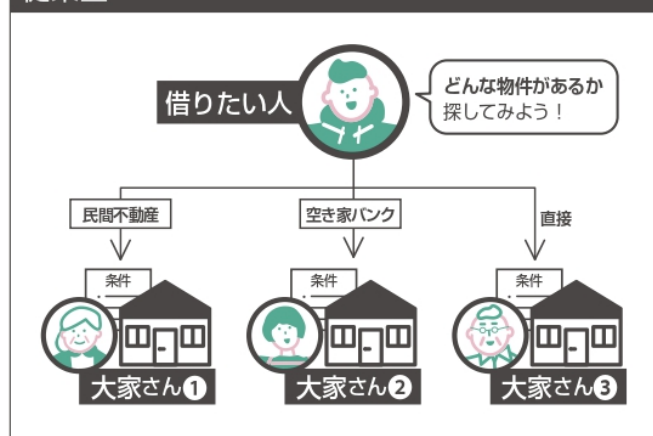 借りたい人
どんな物件があるか
探してみよう！
民間不動産
空き家バンク
直接
条件
条件
条件
大家さん❶
大家さん❷
大家さん❸